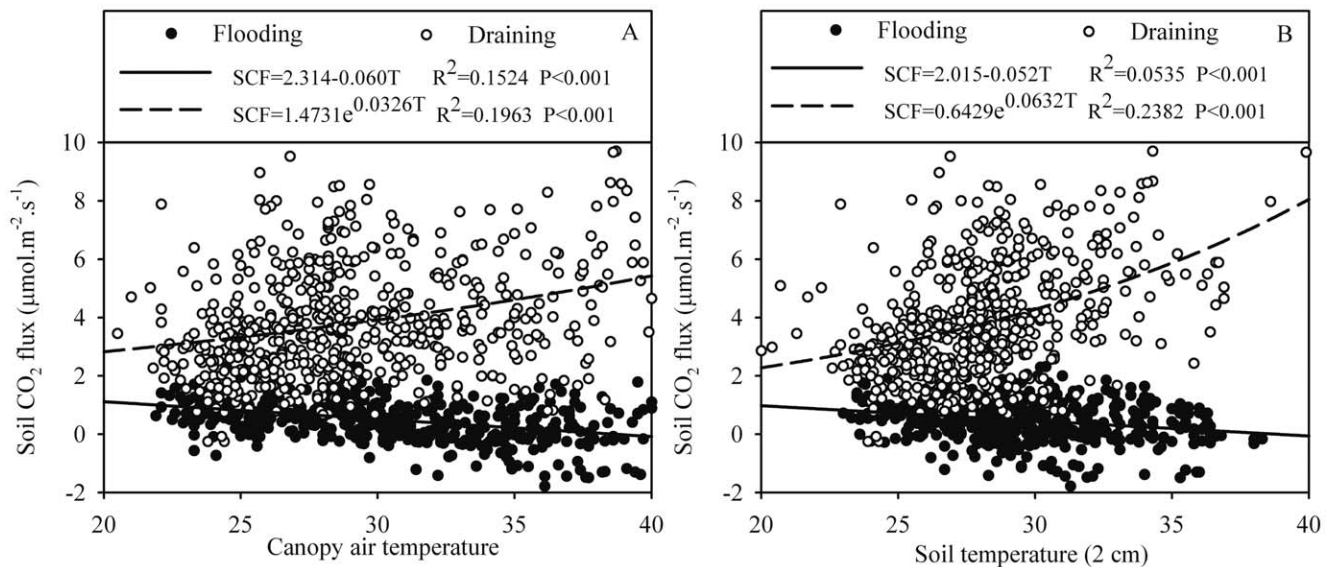 Flooding Draining A
SCF=2.314-0.060T R²=0.1524 P<0.001
SCF=1.4731e^0.0326T R²=0.1963 P<0.001
Soil CO₂ flux (μmol.m⁻².s⁻¹)
10
8
6
4
2
0
-2
20 25 30 35 40
Canopy air temperature
Flooding Draining B
SCF=2.015-0.052T R²=0.0535 P<0.001
SCF=0.6429e^0.0632T R²=0.2382 P<0.001
Soil CO₂ flux (μmol.m⁻².s⁻¹)
10
8
6
4
2
0
-2
20 25 30 35 40
Soil temperature (2 cm)